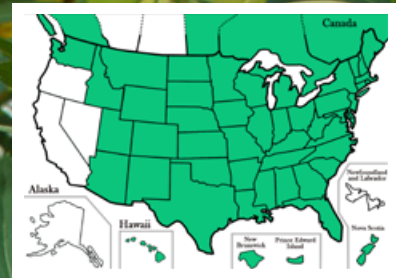 Canada
Newfoundland
and Labrador
Alaska
Hawaii
New
Brunswick
Prince Edward
Island
Nova Scotia